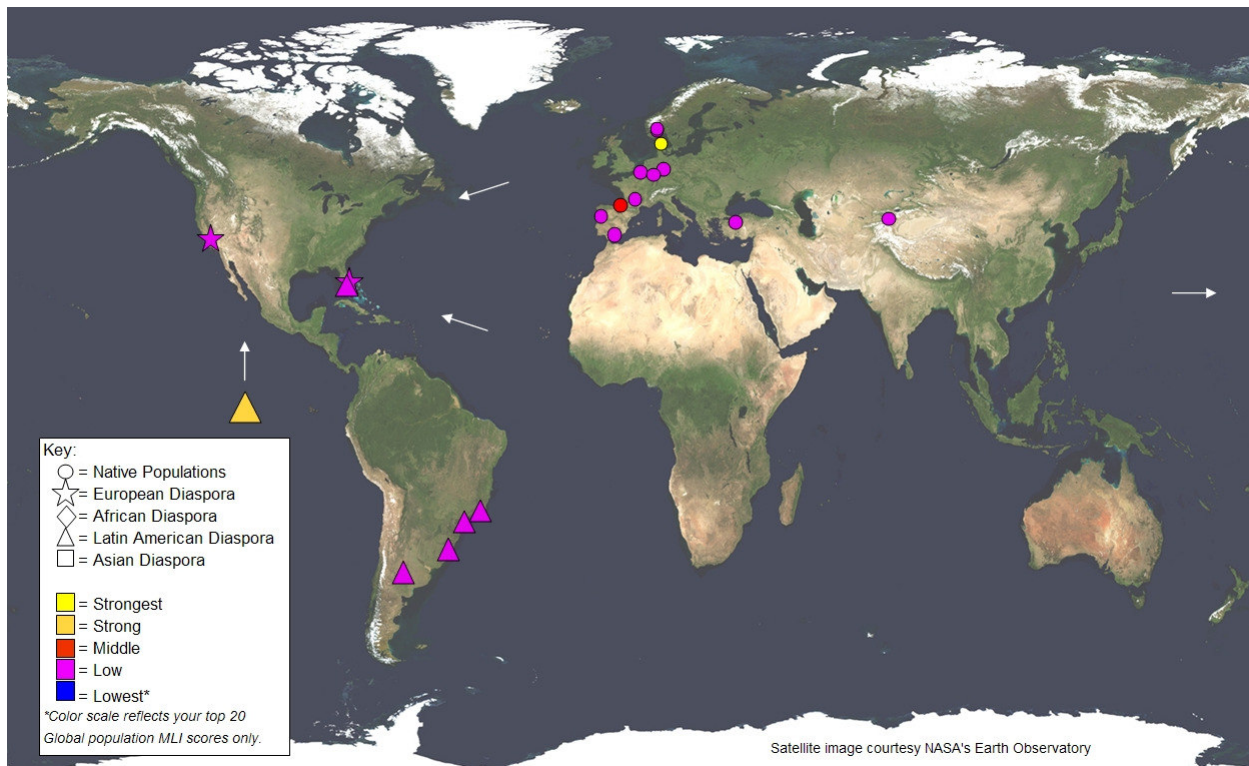 Key:
= Native Populations
= European Diaspora
= African Diaspora
= Latin American Diaspora
= Asian Diaspora
= Strongest
= Strong
= Middle
= Low
= Lowest*
*Color scale reflects your top 20
Global population MLI scores only.
Satellite image courtesy NASA's Earth Observatory